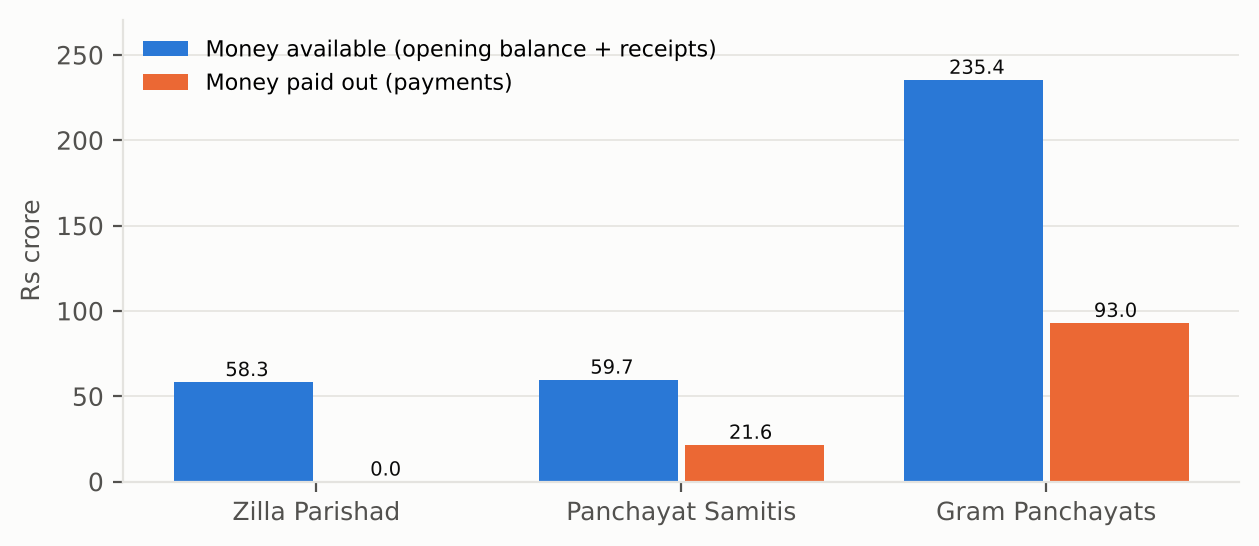 Money available (opening balance + receipts)
Money paid out (payments)
Rs crore
250
200
150
100
50
0
58.3
0.0
59.7
21.6
235.4
93.0
Zilla Parishad
Panchayat Samitis
Gram Panchayats